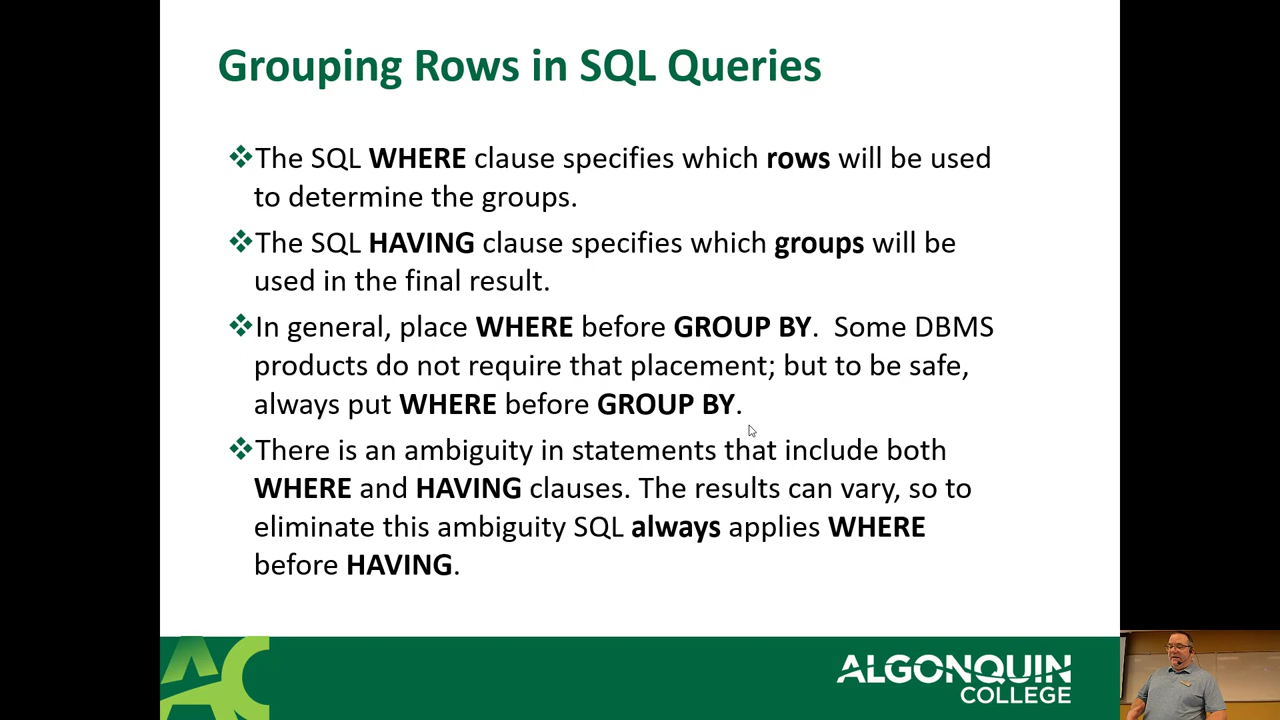 Grouping Rows in SQL Queries
The SQL WHERE clause specifies which rows will be used
to determine the groups.
The SQL HAVING clause specifies which groups will be
used in the final result.
In general, place WHERE before GROUP BY.  Some DBMS
products do not require that placement; but to be safe,
always put WHERE before GROUP BY.
There is an ambiguity in statements that include both
WHERE and HAVING clauses. The results can vary, so to
eliminate this ambiguity SQL always applies WHERE
before HAVING.
AC
ALGONQUIN
COLLEGE